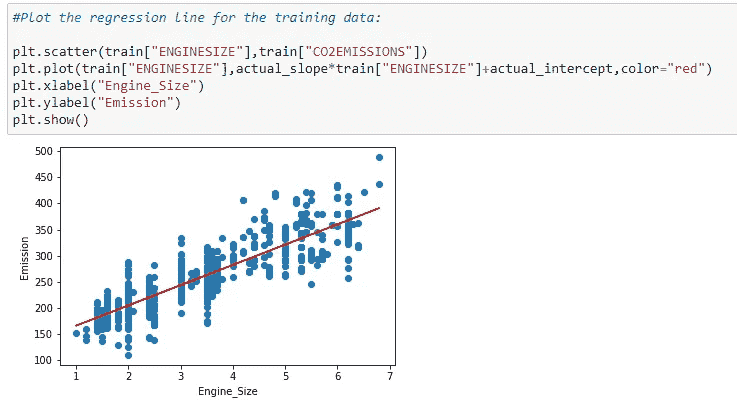 #Plot the regression line for the training data:
plt.scatter(train["ENGINESIZE"],train["CO2EMISSIONS"])
plt.plot(train["ENGINESIZE"],actual_slope*train["ENGINESIZE"]+actual_intercept,color="red")
plt.xlabel("Engine_Size")
plt.ylabel("Emission")
plt.show()
500
450
400
350
300
250
200
150
100
Emission
1 2 3 4 5 6 7
Engine_Size